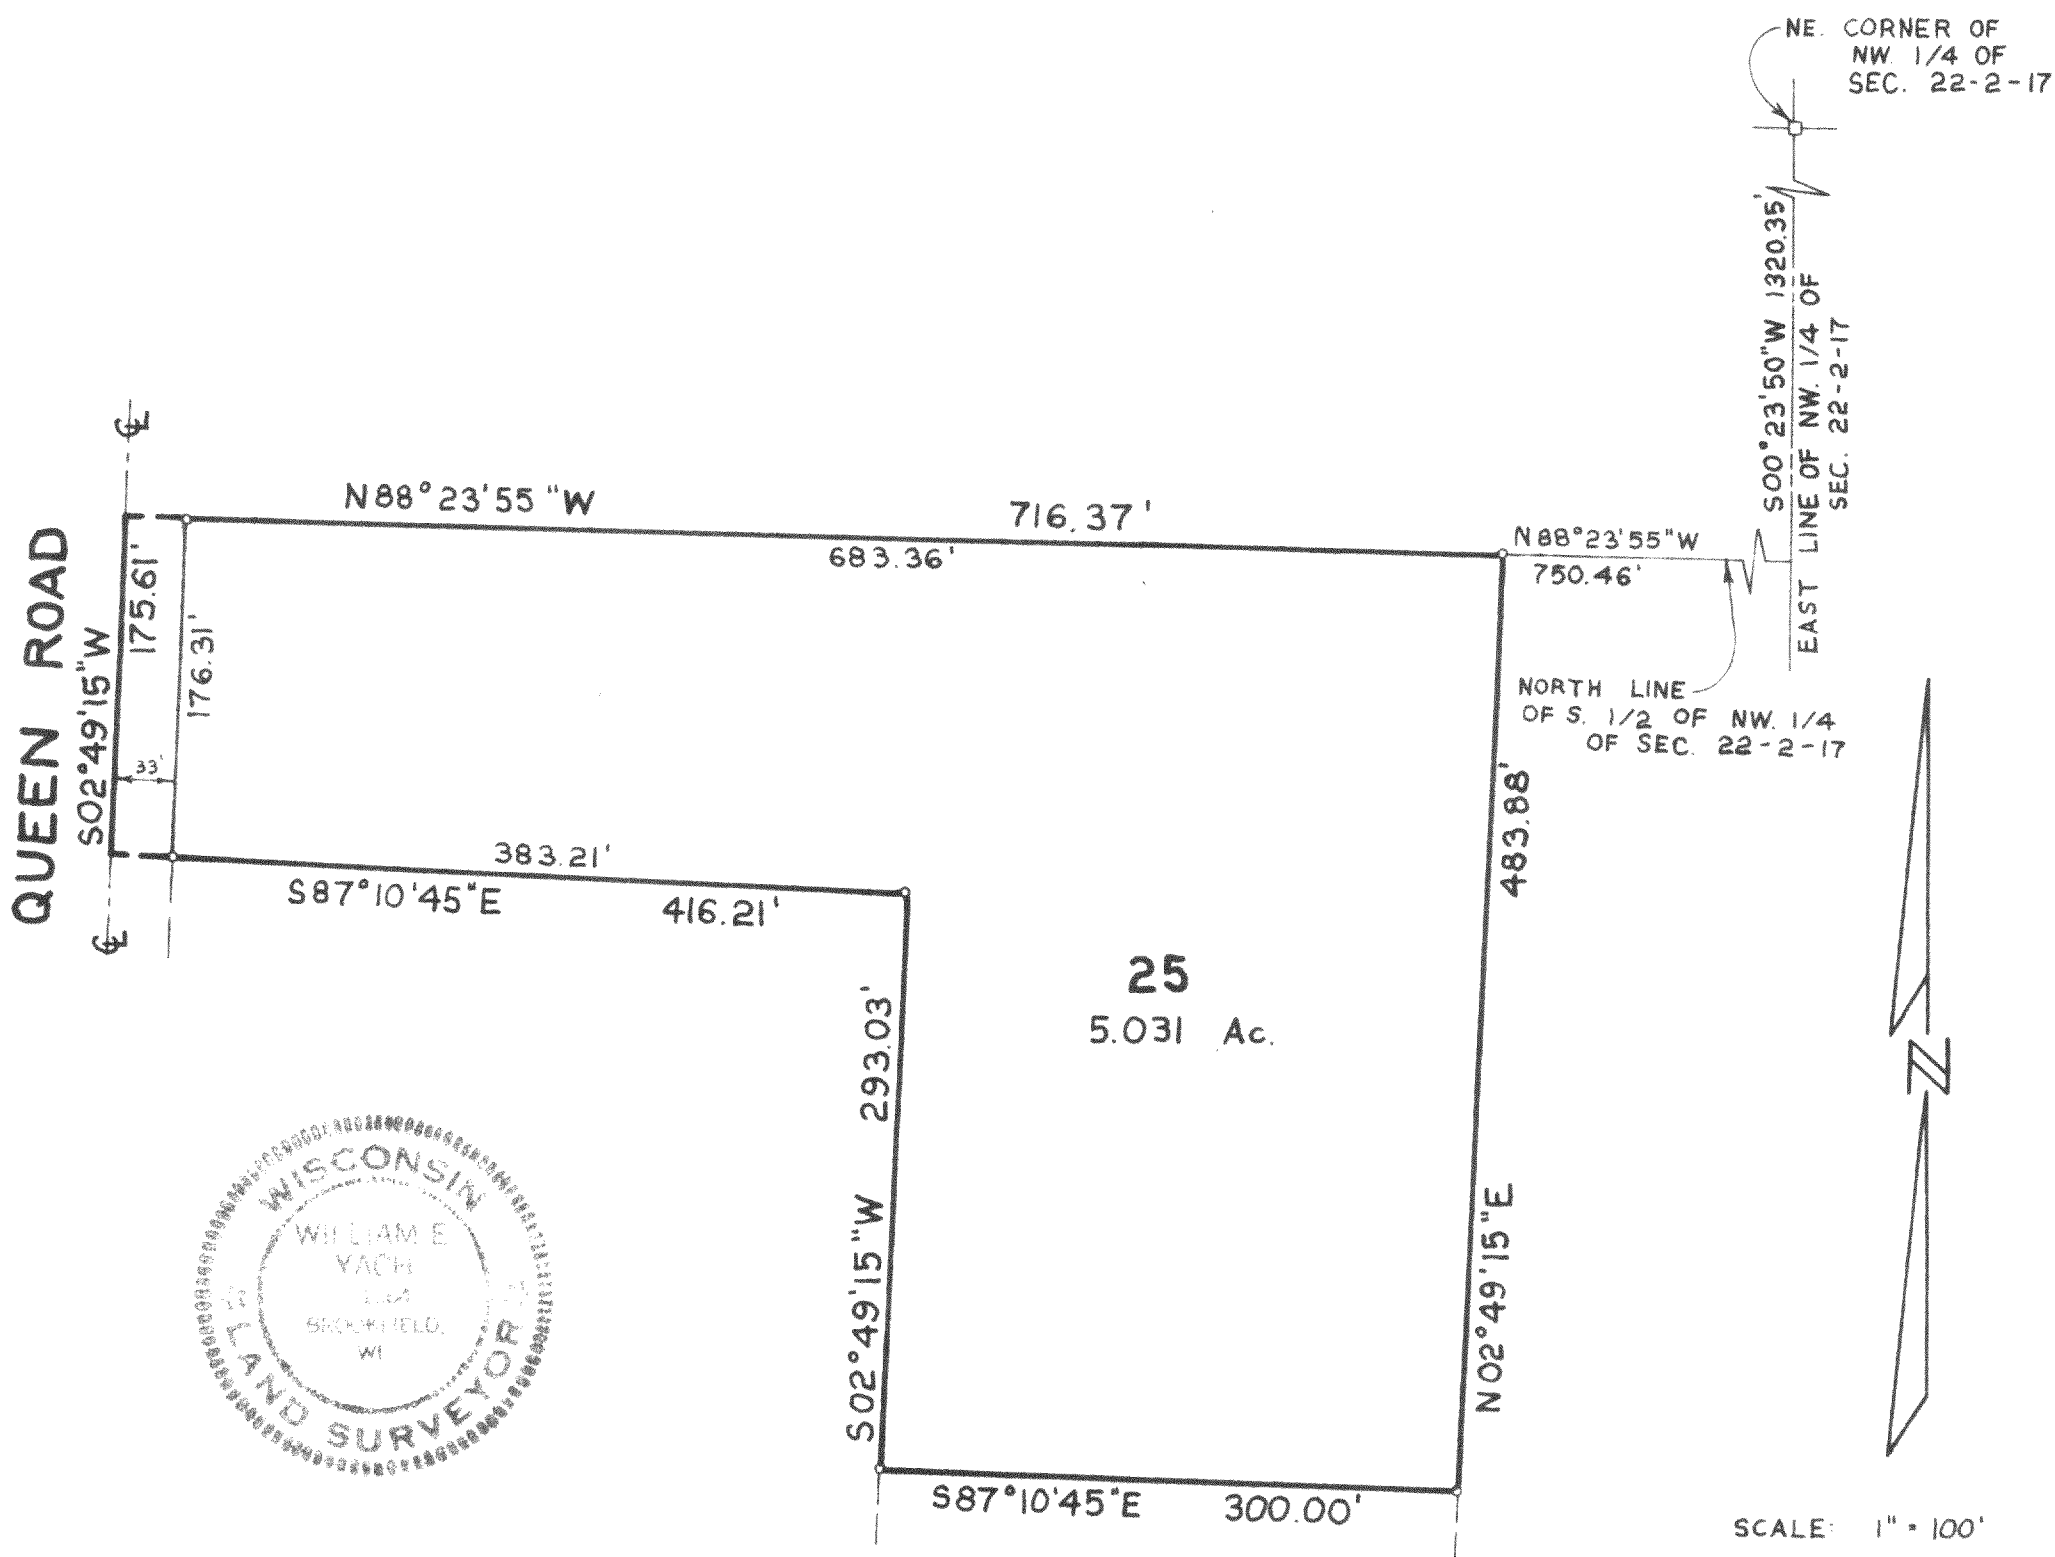 NE. CORNER OF
NW. 1/4 OF
SEC. 22-2-17
S00°23'50"W 1320.35'
EAST LINE OF NW. 1/4 OF
SEC. 22-2-17
℄
N88°23'55"W 716.37'
683.36'
N88°23'55"W
750.46'
QUEEN ROAD
S02°49'15"W
175.61'
176.31'
33'
NORTH LINE
OF S. 1/2 OF NW. 1/4
OF SEC. 22-2-17
483.88'
N02°49'15"E
383.21'
S87°10'45"E 416.21'
℄
25
5.031 Ac.
293.03'
S02°49'15"W
N
WISCONSIN
WILLIAM E
YACH
BROOKFIELD,
WI
LAND SURVEYOR
S87°10'45"E 300.00'
SCALE: 1" = 100'